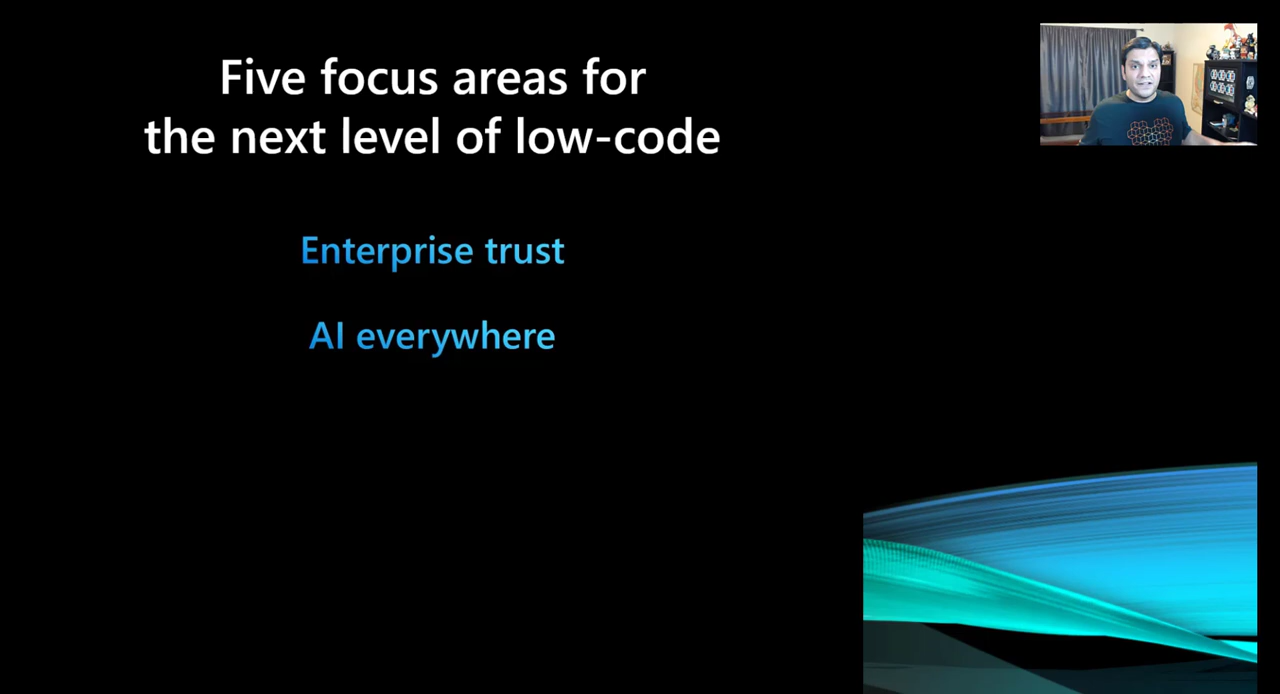 Five focus areas for
the next level of low-code
Enterprise trust
AI everywhere